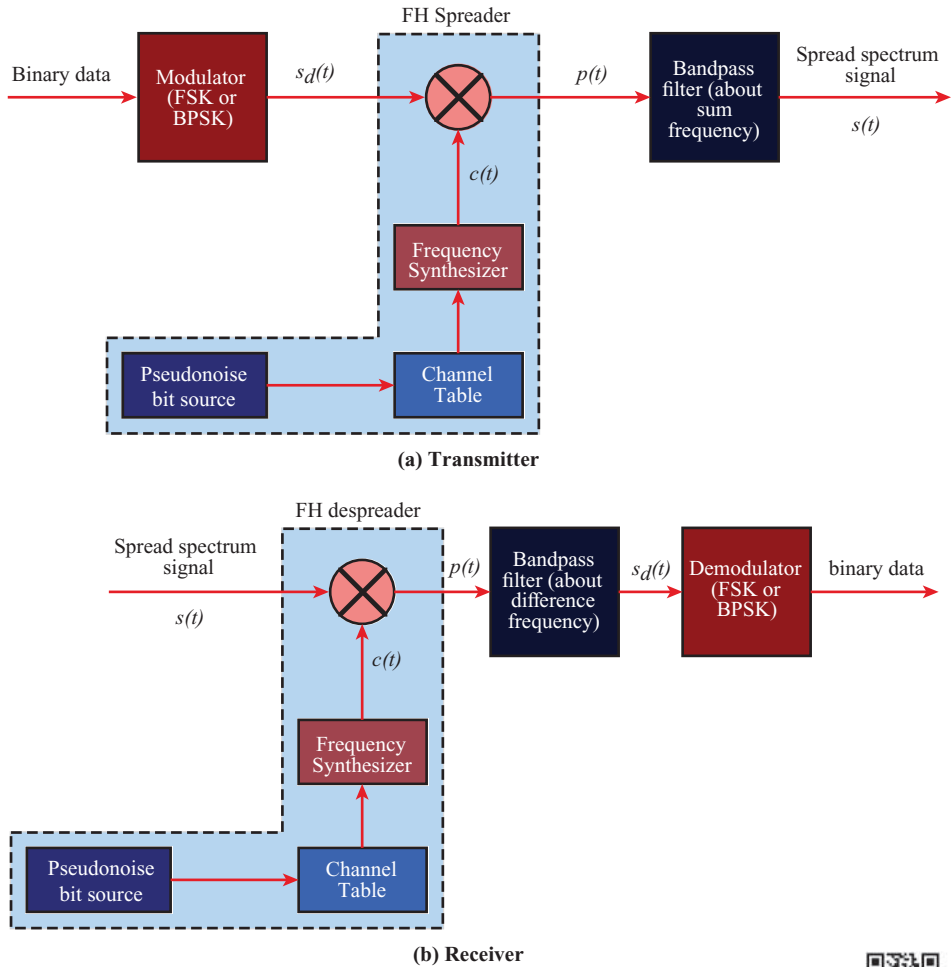 FH Spreader
Binary data
Modulator
(FSK or
BPSK)
s_d(t)
p(t)
Bandpass
filter (about
sum
frequency)
Spread spectrum
signal
s(t)
c(t)
Frequency
Synthesizer
Pseudonoise
bit source
Channel
Table
(a) Transmitter
FH despreader
Spread spectrum
signal
s(t)
p(t)
Bandpass
filter (about
difference
frequency)
s_d(t)
Demodulator
(FSK or
BPSK)
binary data
c(t)
Frequency
Synthesizer
Pseudonoise
bit source
Channel
Table
(b) Receiver